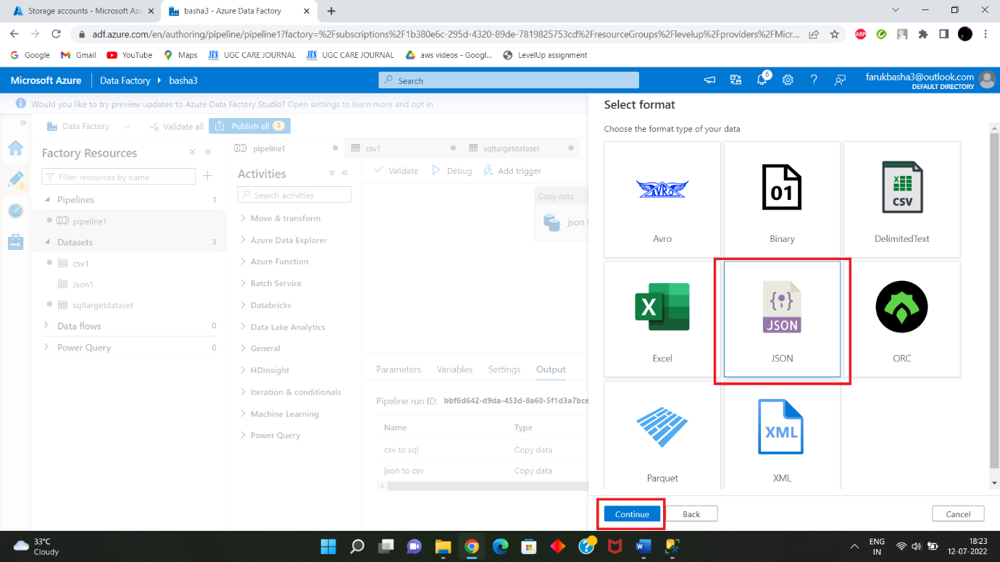 Storage accounts - Microsoft Azu
basha3 - Azure Data Factory
adf.azure.com/en/authoring/pipeline/pipeline1?factory=%2Fsubscriptions%2F1b380e6c-295d-4320-89de-7819825753cd%2FresourceGroups%2Flevelup%2Fproviders%2FMicr...
ABP
Google
Gmail
YouTube
Maps
UGC CARE JOURNAL
UGC CARE JOURNAL
aws videos - Googl...
LevelUp assignment
Microsoft Azure
Data Factory
basha3
Search
6
farukbasha3@outlook.com
DEFAULT DIRECTORY
Would you like to try preview updates to Azure Data Factory Studio? Open settings to learn more and opt in
Data Factory
Validate all
Publish all 3
Factory Resources
Filter resources by name
3
Pipelines 1
pipeline1
Datasets 3
csv1
Json1
sqltargetdataset
Data flows 0
Power Query 0
pipeline1
csv1
sqltargetdataset
Activities
Search activities
Move & transform
Azure Data Explorer
Azure Function
Batch Service
Databricks
Data Lake Analytics
General
HDInsight
Iteration & conditionals
Machine Learning
Power Query
Validate
Debug
Add trigger
Copy data
json t
Parameters
Variables
Settings
Output
Pipeline run ID: bbf6d642-d9da-453d-8a60-5f1d3a7bce
Name Type
csv to sql Copy data
json to csv Copy data
Select format
Choose the format type of your data
AVRO
Avro
01
Binary
CSV
DelimitedText
X
Excel
JSON
JSON
ORC
Parquet
XML
XML
Continue
Back
Cancel
33°C
Cloudy
ENG
IN
18:23
12-07-2022